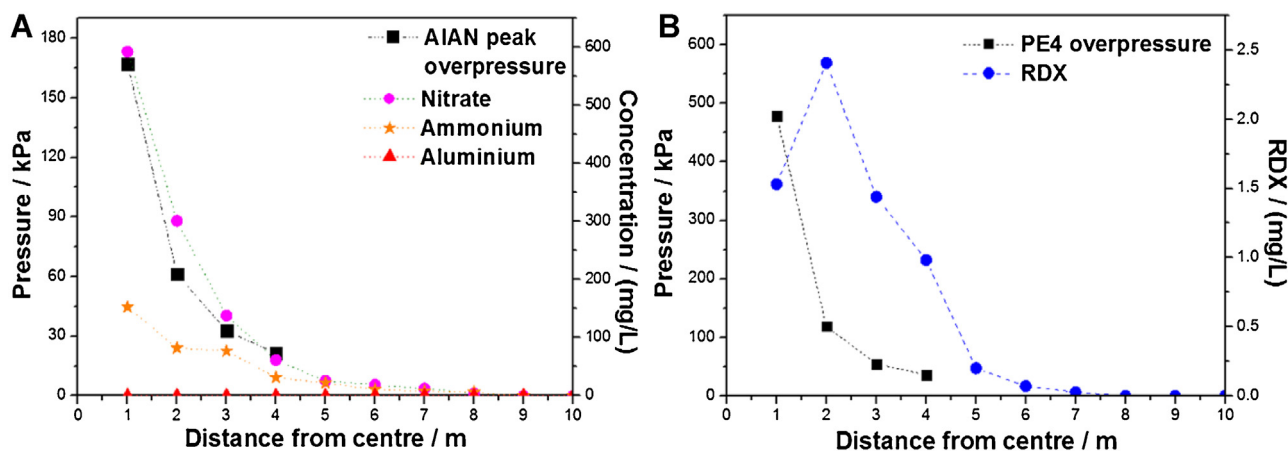 A
AlAN peak
overpressure
Nitrate
Ammonium
Aluminium
Pressure / kPa
180
150
120
90
60
30
0
Concentration / (mg/L)
600
500
400
300
200
100
0
0 1 2 3 4 5 6 7 8 9 10
Distance from centre / m
B
PE4 overpressure
RDX
Pressure / kPa
600
500
400
300
200
100
0
RDX / (mg/L)
2.5
2.0
1.5
1.0
0.5
0.0
0 1 2 3 4 5 6 7 8 9 10
Distance from centre / m